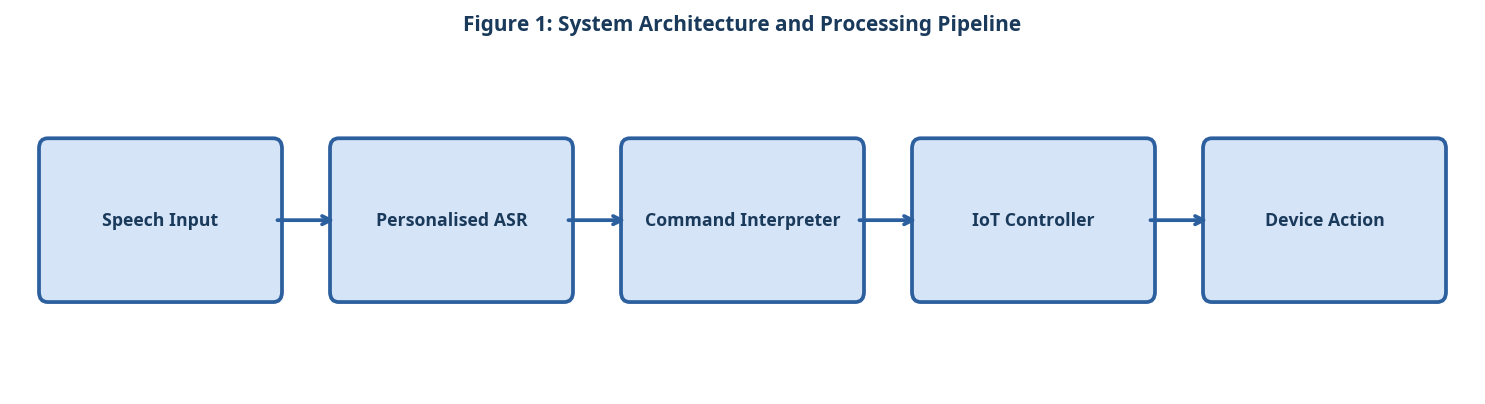 Figure 1: System Architecture and Processing Pipeline
Speech Input
Personalised ASR
Command Interpreter
IoT Controller
Device Action